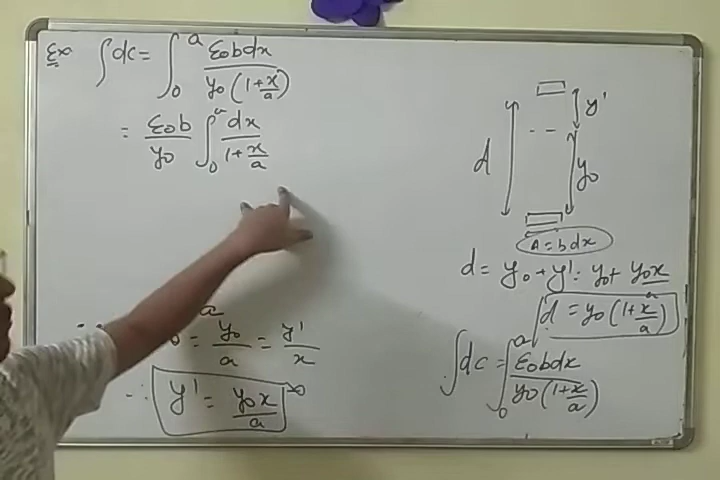 Ex ∫dc = ∫₀ᵃ ε₀bdx / y₀(1+x/a)
= ε₀b/y₀ ∫₀ᵃ dx / 1+x/a
a
= y₀/a = y'/x
∴ y' = y₀x/a
y'
d
y₀
A = bdx
d = y₀ + y' = y₀ + y₀x/a
d = y₀(1+x/a)
∫dc = ∫₀ᵃ ε₀bdx / y₀(1+x/a)